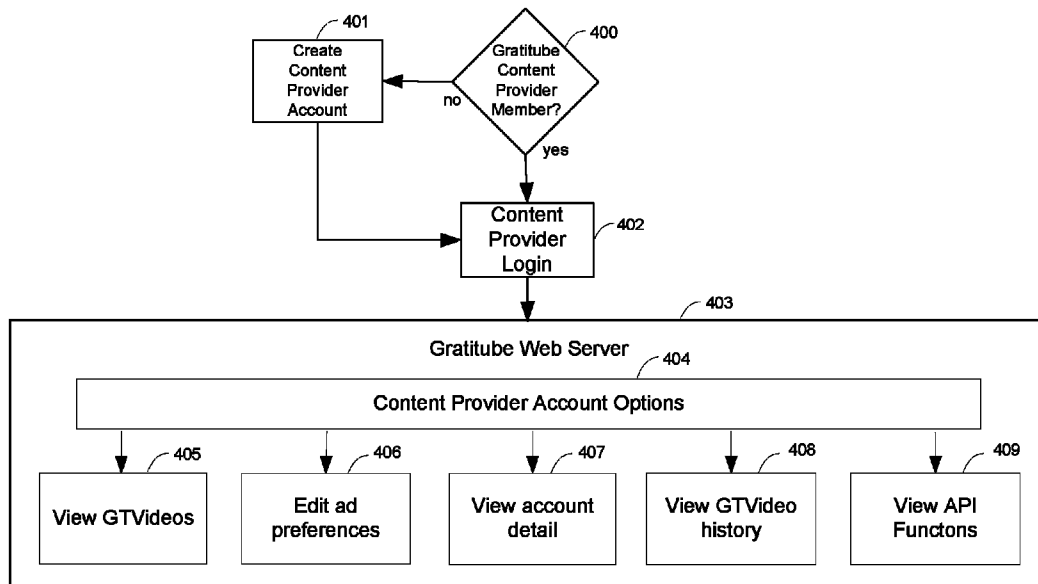 401
Create
Content
Provider
Account
400
Gratitube
Content
Provider
Member?
no
yes
Content
Provider
Login
402
403
Gratitube Web Server
404
Content Provider Account Options
405
View GTVideos
406
Edit ad
preferences
407
View account
detail
408
View GTVideo
history
409
View API
Functons